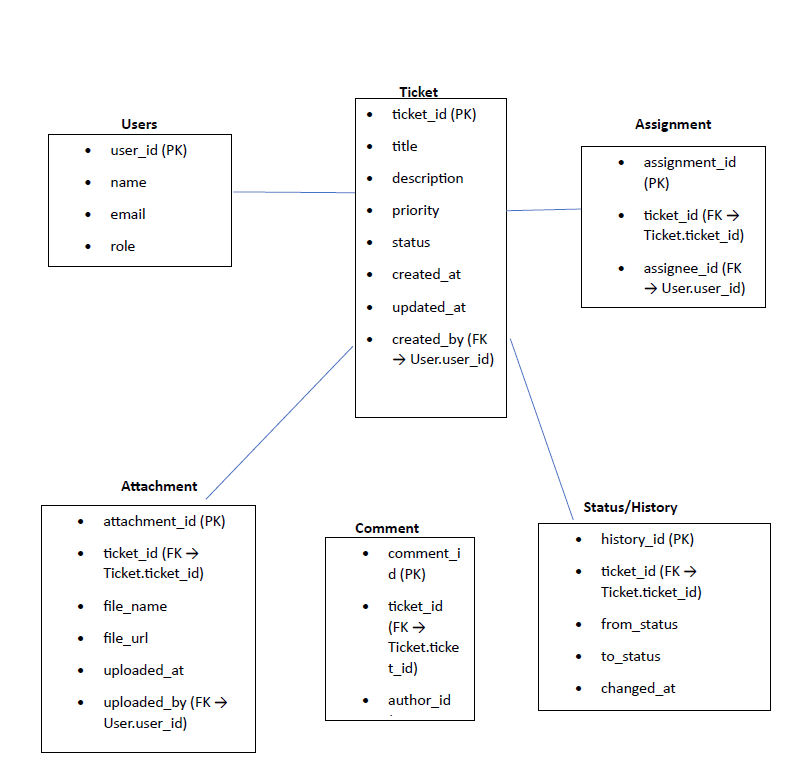 Users
user_id (PK)
name
email
role
Ticket
ticket_id (PK)
title
description
priority
status
created_at
updated_at
created_by (FK
→ User.user_id)
Assignment
assignment_id
(PK)
ticket_id (FK →
Ticket.ticket_id)
assignee_id (FK
→ User.user_id)
Attachment
attachment_id (PK)
ticket_id (FK →
Ticket.ticket_id)
file_name
file_url
uploaded_at
uploaded_by (FK →
User.user_id)
Comment
comment_i
d (PK)
ticket_id
(FK →
Ticket.ticke
t_id)
author_id
Status/History
history_id (PK)
ticket_id (FK →
Ticket.ticket_id)
from_status
to_status
changed_at